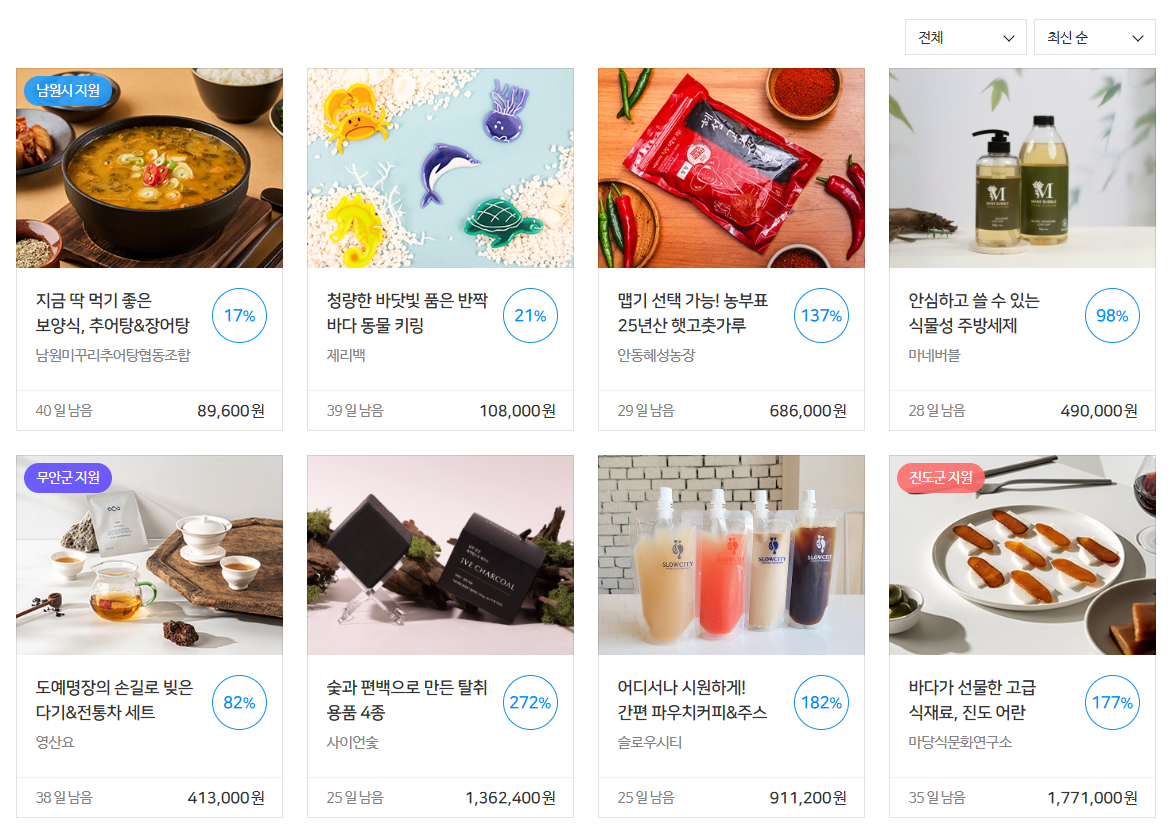 전체
최신 순
남원시 지원
햇섬고춧
지금 딱 먹기 좋은
보양식, 추어탕&장어탕
17%
남원미꾸리추어탕협동조합
40 일 남음
89,600원
청량한 바닷빛 품은 반짝
바다 동물 키링
21%
제리백
39 일 남음
108,000원
맵기 선택 가능! 농부표
25년산 햇고춧가루
137%
안동혜성농장
29 일 남음
686,000원
M
M
안심하고 쓸 수 있는
식물성 주방세제
98%
마네버블
28 일 남음
490,000원
무안군 지원
도예명장의 손길로 빚은
다기&전통차 세트
82%
영산요
38 일 남음
413,000원
IVE CHARCOAL
숯과 편백으로 만든 탈취
용품 4종
272%
사이언숯
25 일 남음
1,362,400원
SLOWCITY
SLOWCITY
SLOWCITY
어디서나 시원하게!
간편 파우치커피&주스
182%
슬로우시티
25 일 남음
911,200원
진도군 지원
바다가 선물한 고급
식재료, 진도 어란
177%
마당식문화연구소
35 일 남음
1,771,000원